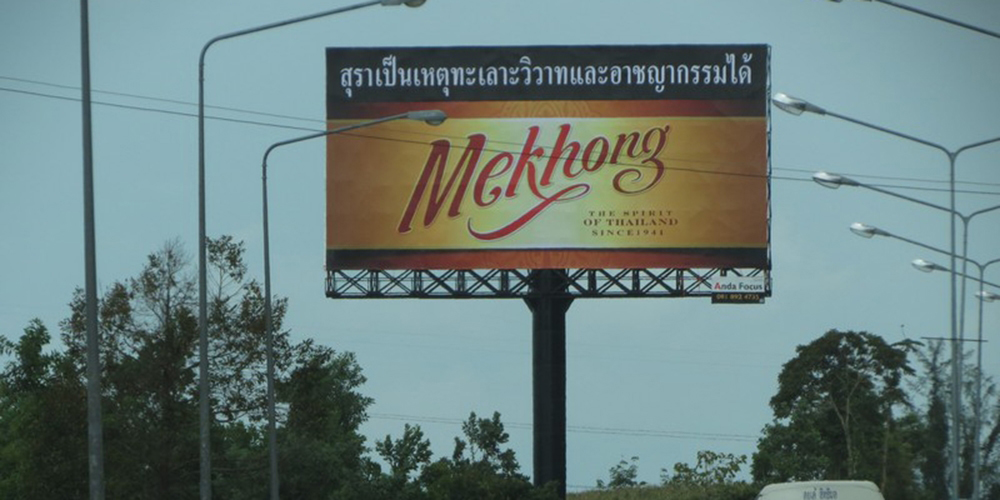 สุราเป็นเหตุทะเลาะวิวาทและอาชญากรรมได้
Mekhong
THE SPIRIT
OF THAILAND
SINCE1941
Anda Focus